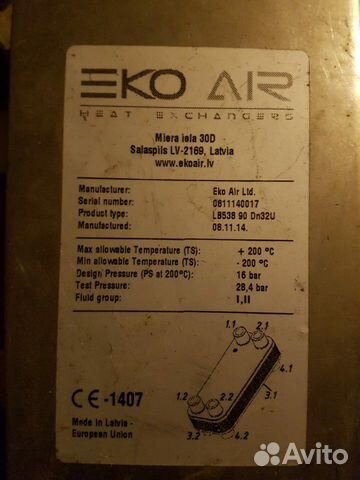 EKO AIR
HEAT EXCHANGERS
Miera iela 30D
Salaspils LV-2169, Latvia
www.ekoair.lv
Manufacturer: Eko Air Ltd.
Serial number: 0811140017
Product type: LB538 90 Dn32U
Manufactured: 08.11.14.
Max allowable Temperature (TS): + 200 °C
Min allowable Temperature (TS): - 200 °C
Design Pressure (PS at 200°C): 16 bar
Test Pressure: 28,4 bar
Fluid group: I,II
1.1 2.1
4.1
3.1
1.2 2.2
3.2 4.2
CE-1407
Made in Latvia -
European Union
Avito